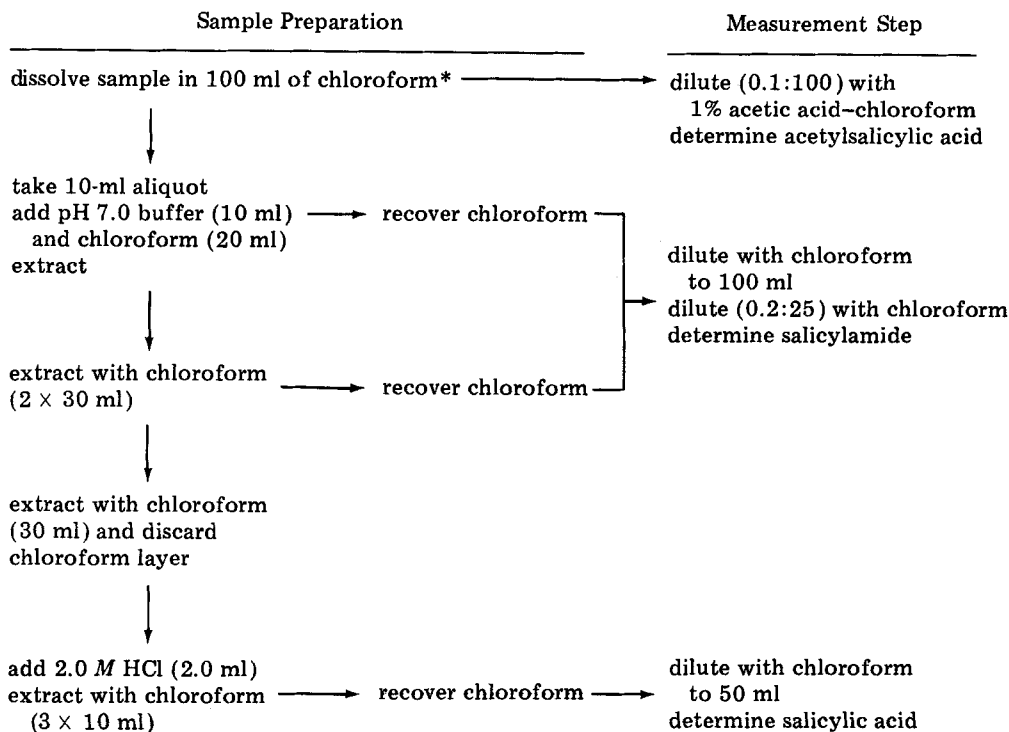 Sample Preparation
Measurement Step
dissolve sample in 100 ml of chloroform*
dilute (0.1:100) with
1% acetic acid–chloroform
determine acetylsalicylic acid
take 10-ml aliquot
add pH 7.0 buffer (10 ml)
and chloroform (20 ml)
extract
recover chloroform
dilute with chloroform
to 100 ml
dilute (0.2:25) with chloroform
determine salicylamide
extract with chloroform
(2 × 30 ml)
recover chloroform
extract with chloroform
(30 ml) and discard
chloroform layer
add 2.0 M HCl (2.0 ml)
extract with chloroform
(3 × 10 ml)
recover chloroform
dilute with chloroform
to 50 ml
determine salicylic acid